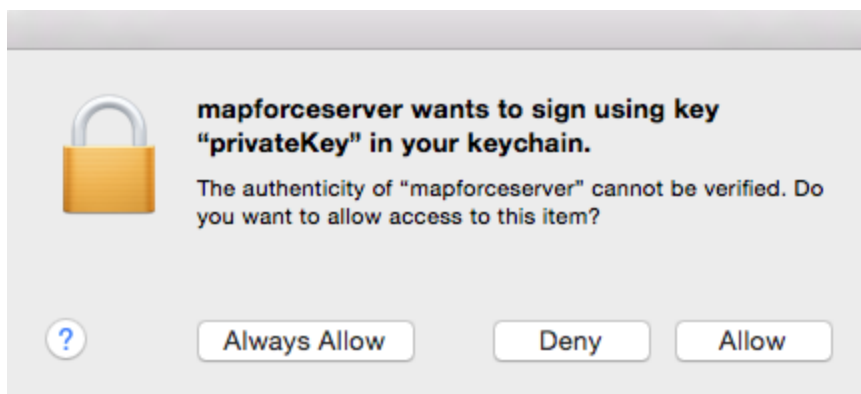 mapforceserver wants to sign using key
“privateKey” in your keychain.
The authenticity of “mapforceserver” cannot be verified. Do
you want to allow access to this item?
?
Always Allow
Deny
Allow